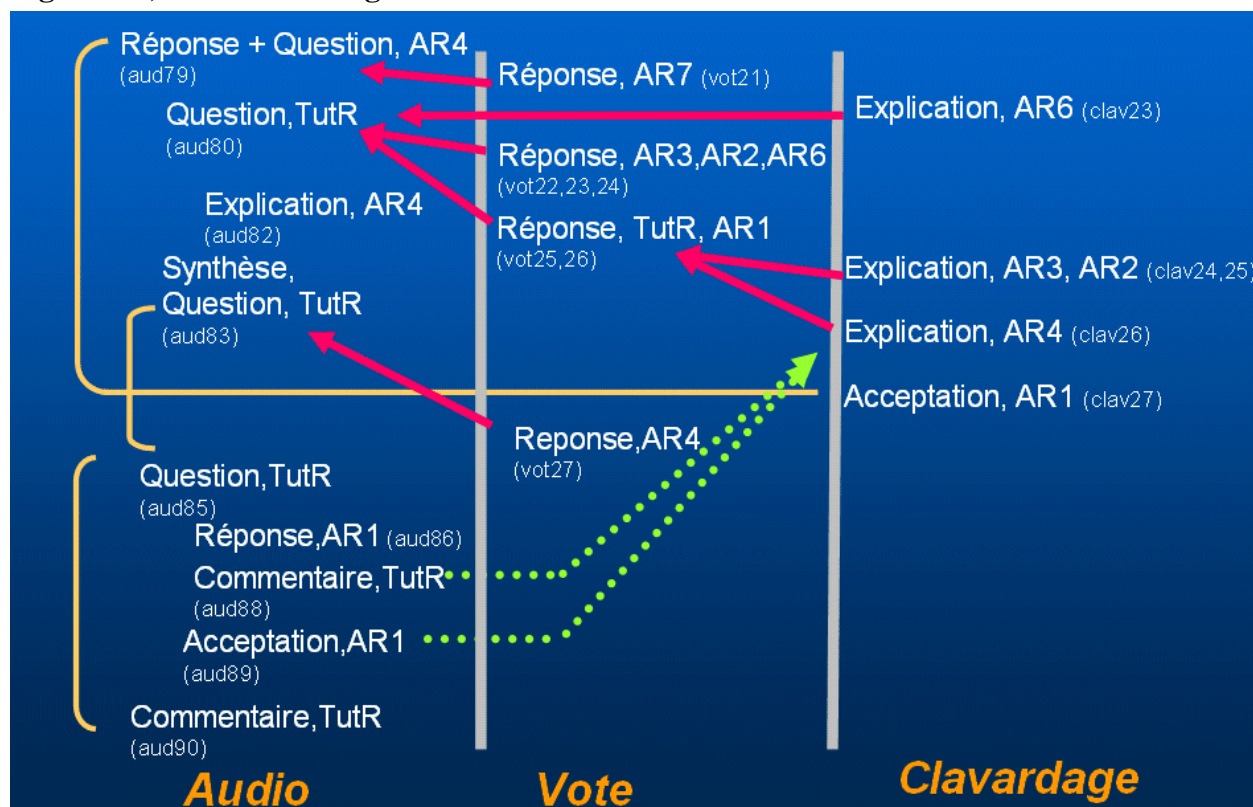 Réponse + Question, AR4
(aud79)
Question,TutR
(aud80)
Explication, AR4
(aud82)
Synthèse,
Question, TutR
(aud83)
Question,TutR
(aud85)
Réponse,AR1 (aud86)
Commentaire,TutR
(aud88)
Acceptation,AR1
(aud89)
Commentaire,TutR
(aud90)
Audio
Réponse, AR7 (vot21)
Réponse, AR3,AR2,AR6
(vot22,23,24)
Réponse, TutR, AR1
(vot25,26)
Reponse,AR4
(vot27)
Vote
Explication, AR6 (clav23)
Explication, AR3, AR2 (clav24,25)
Explication, AR4 (clav26)
Acceptation, AR1 (clav27)
Clavardage